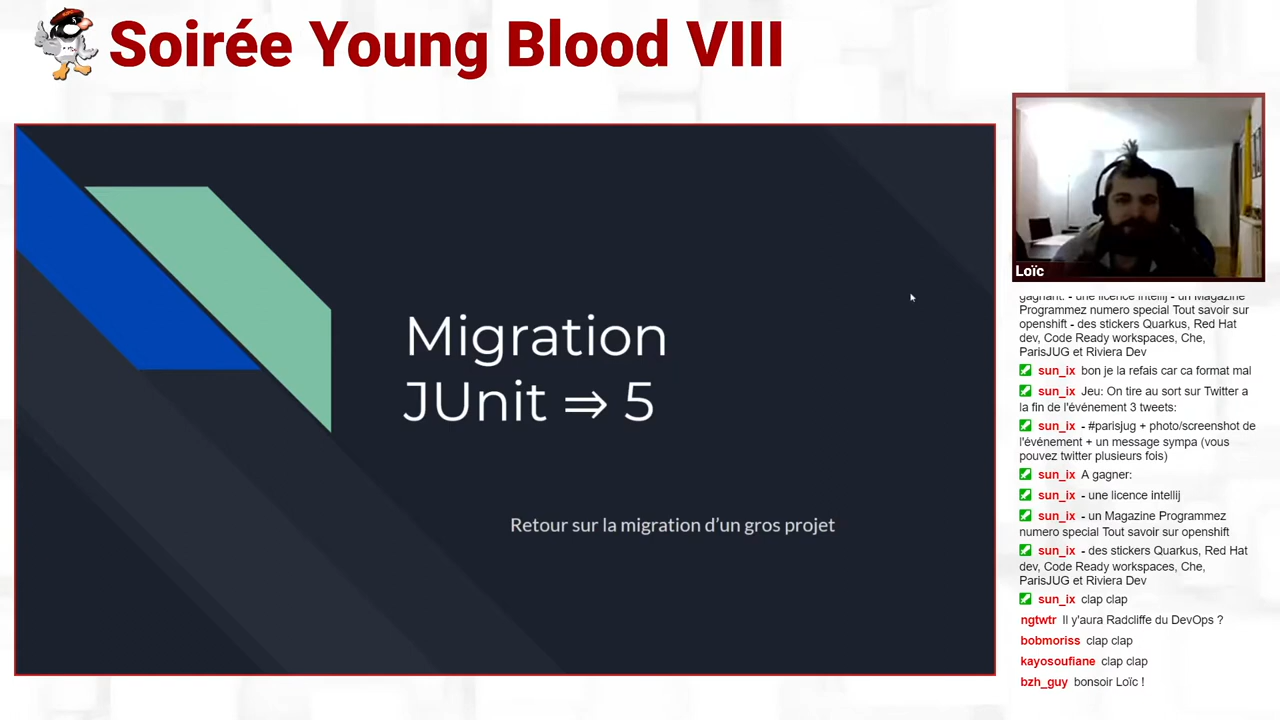 Soirée Young Blood VIII
Migration
JUnit ⇒ 5
Retour sur la migration d'un gros projet
Loïc
gagnant: - une licence intellij - un Magazine
Programmez numero special Tout savoir sur
openshift - des stickers Quarkus, Red Hat
dev, Code Ready workspaces, Che,
ParisJUG et Riviera Dev
sun_ix bon je la refais car ca format mal
sun_ix Jeu: On tire au sort sur Twitter a
la fin de l'événement 3 tweets:
sun_ix - #parisjug + photo/screenshot de
l'événement + un message sympa (vous
pouvez twitter plusieurs fois)
sun_ix A gagner:
sun_ix - une licence intellij
sun_ix - un Magazine Programmez
numero special Tout savoir sur openshift
sun_ix - des stickers Quarkus, Red Hat
dev, Code Ready workspaces, Che,
ParisJUG et Riviera Dev
sun_ix clap clap
ngtwtr Il y'aura Radcliffe du DevOps ?
bobmoriss clap clap
kayosoufiane clap clap
bzh_guy bonsoir Loïc !